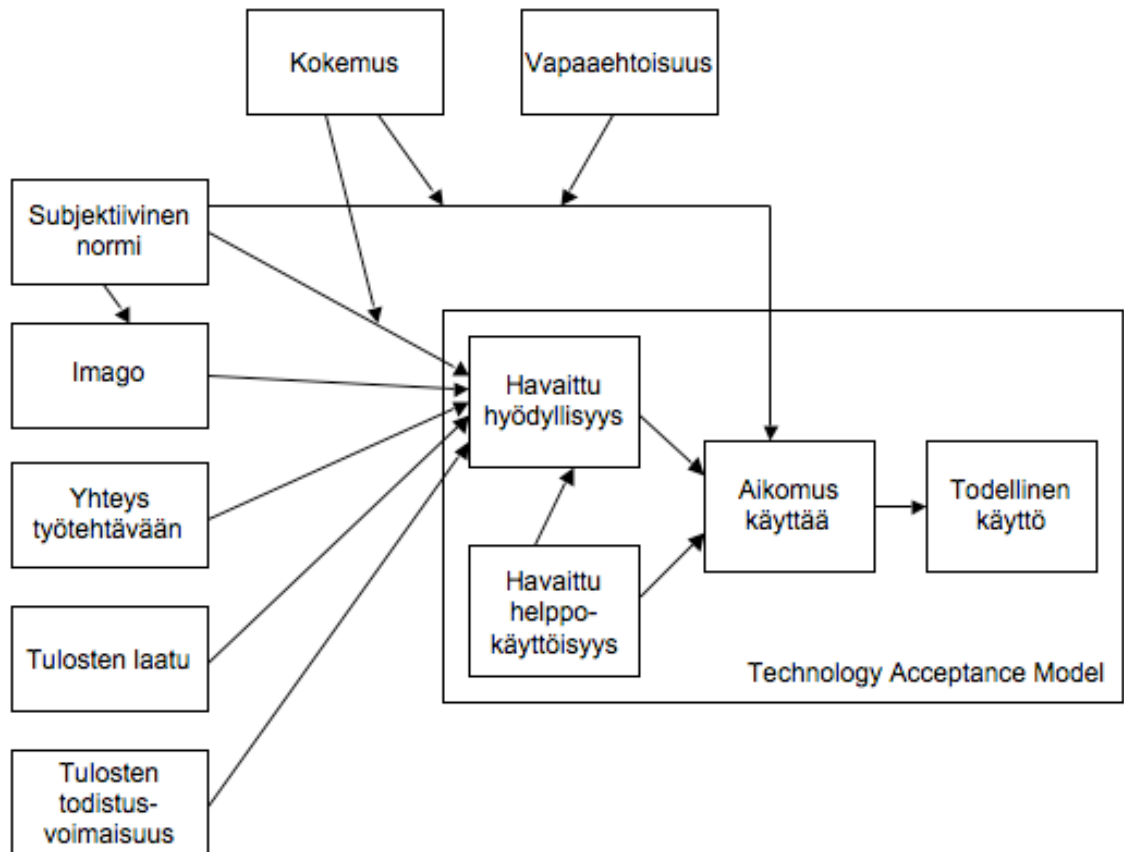 Kokemus
Vapaaehtoisuus
Subjektiivinen
normi
Imago
Havaittu
hyödyllisyys
Yhteys
työtehtävään
Aikomus
käyttää
Todellinen
käyttö
Havaittu
helppo-
käyttöisyys
Tulosten laatu
Technology Acceptance Model
Tulosten
todistus-
voimaisuus